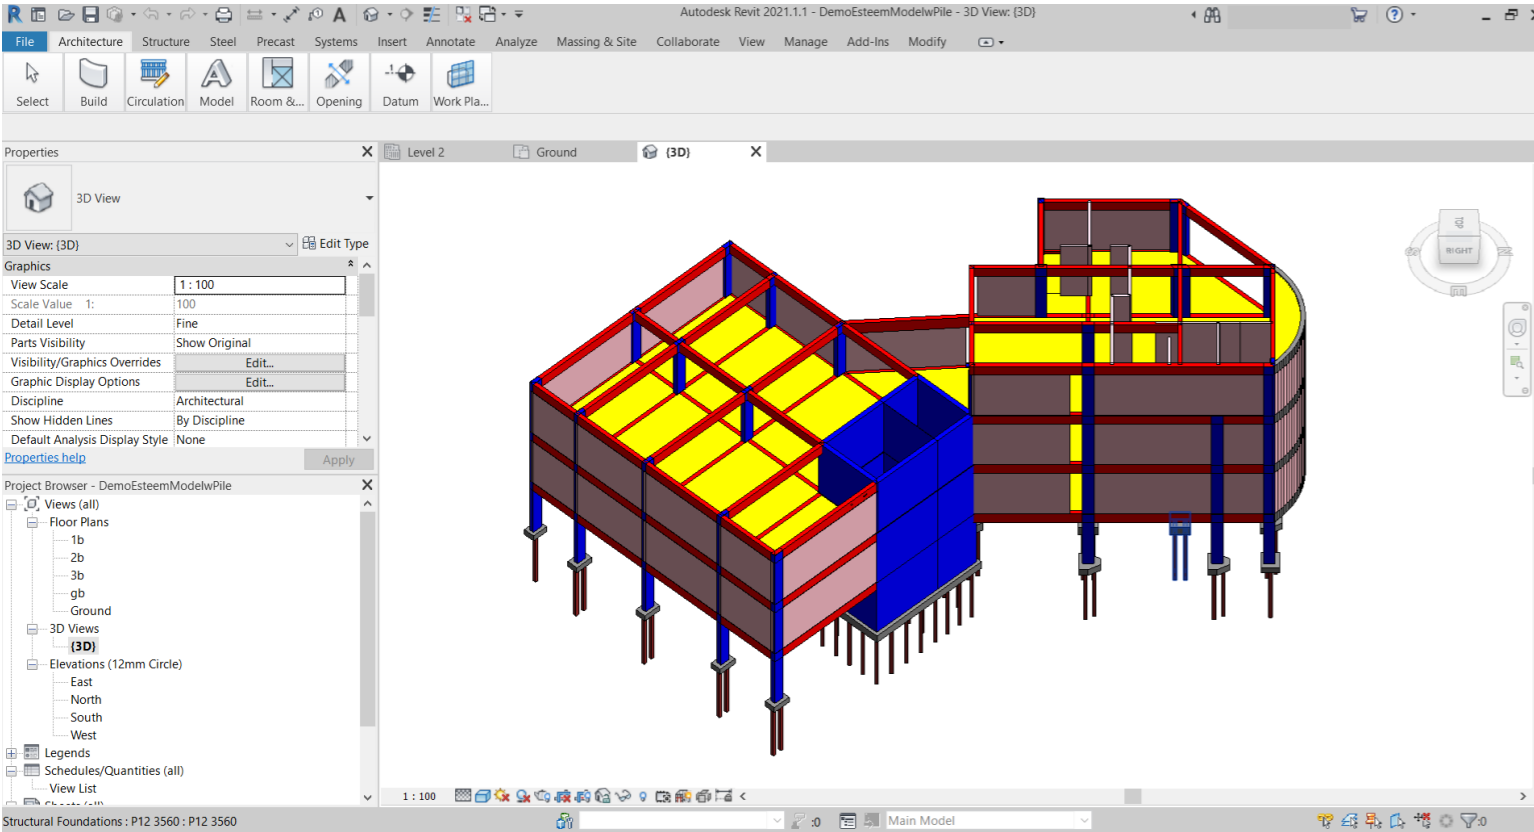 Autodesk Revit 2021.1.1 - DemoEsteemModelwPile - 3D View: {3D}
File Architecture Structure Steel Precast Systems Insert Annotate Analyze Massing & Site Collaborate View Manage Add-Ins Modify
Select Build Circulation Model Room &... Opening Datum Work Pla...
Properties
Level 2 Ground {3D}
3D View
3D View: {3D} Edit Type
Graphics
View Scale 1 : 100
Scale Value 1: 100
Detail Level Fine
Parts Visibility Show Original
Visibility/Graphics Overrides Edit...
Graphic Display Options Edit...
Discipline Architectural
Show Hidden Lines By Discipline
Default Analysis Display Style None
Properties help Apply
Project Browser - DemoEsteemModelwPile
Views (all)
Floor Plans
1b
2b
3b
gb
Ground
3D Views
{3D}
Elevations (12mm Circle)
East
North
South
West
Legends
Schedules/Quantities (all)
View List
Sheets (all)
TOP
RIGHT
1 : 100
Structural Foundations : P12 3560 : P12 3560 :0 Main Model :0